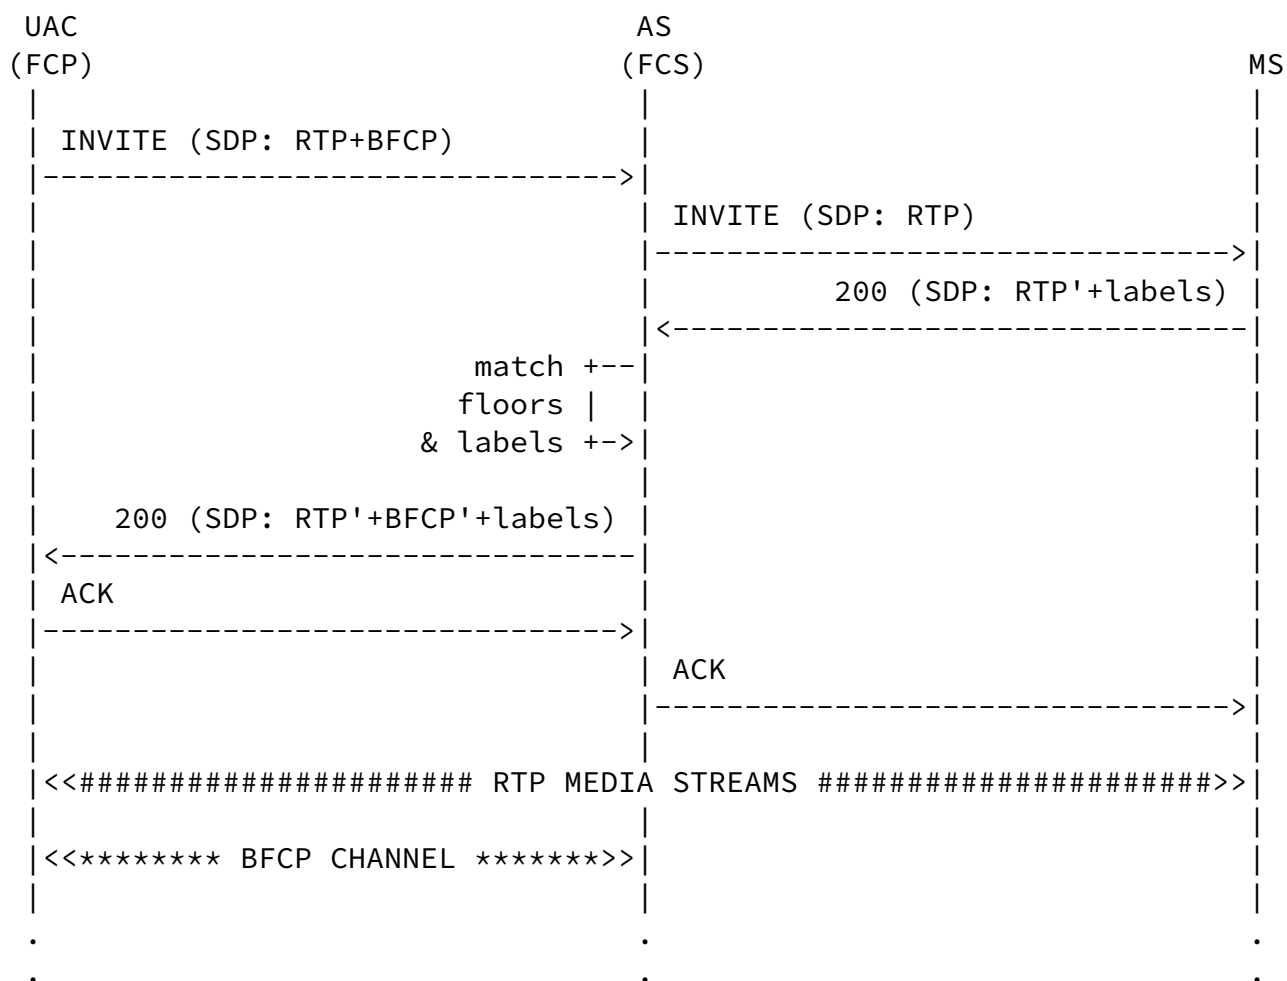 UAC AS
(FCP) (FCS) MS
INVITE (SDP: RTP+BFCP)
INVITE (SDP: RTP)
200 (SDP: RTP'+labels)
match
floors
& labels
200 (SDP: RTP'+BFCP'+labels)
ACK
ACK
RTP MEDIA STREAMS
BFCP CHANNEL